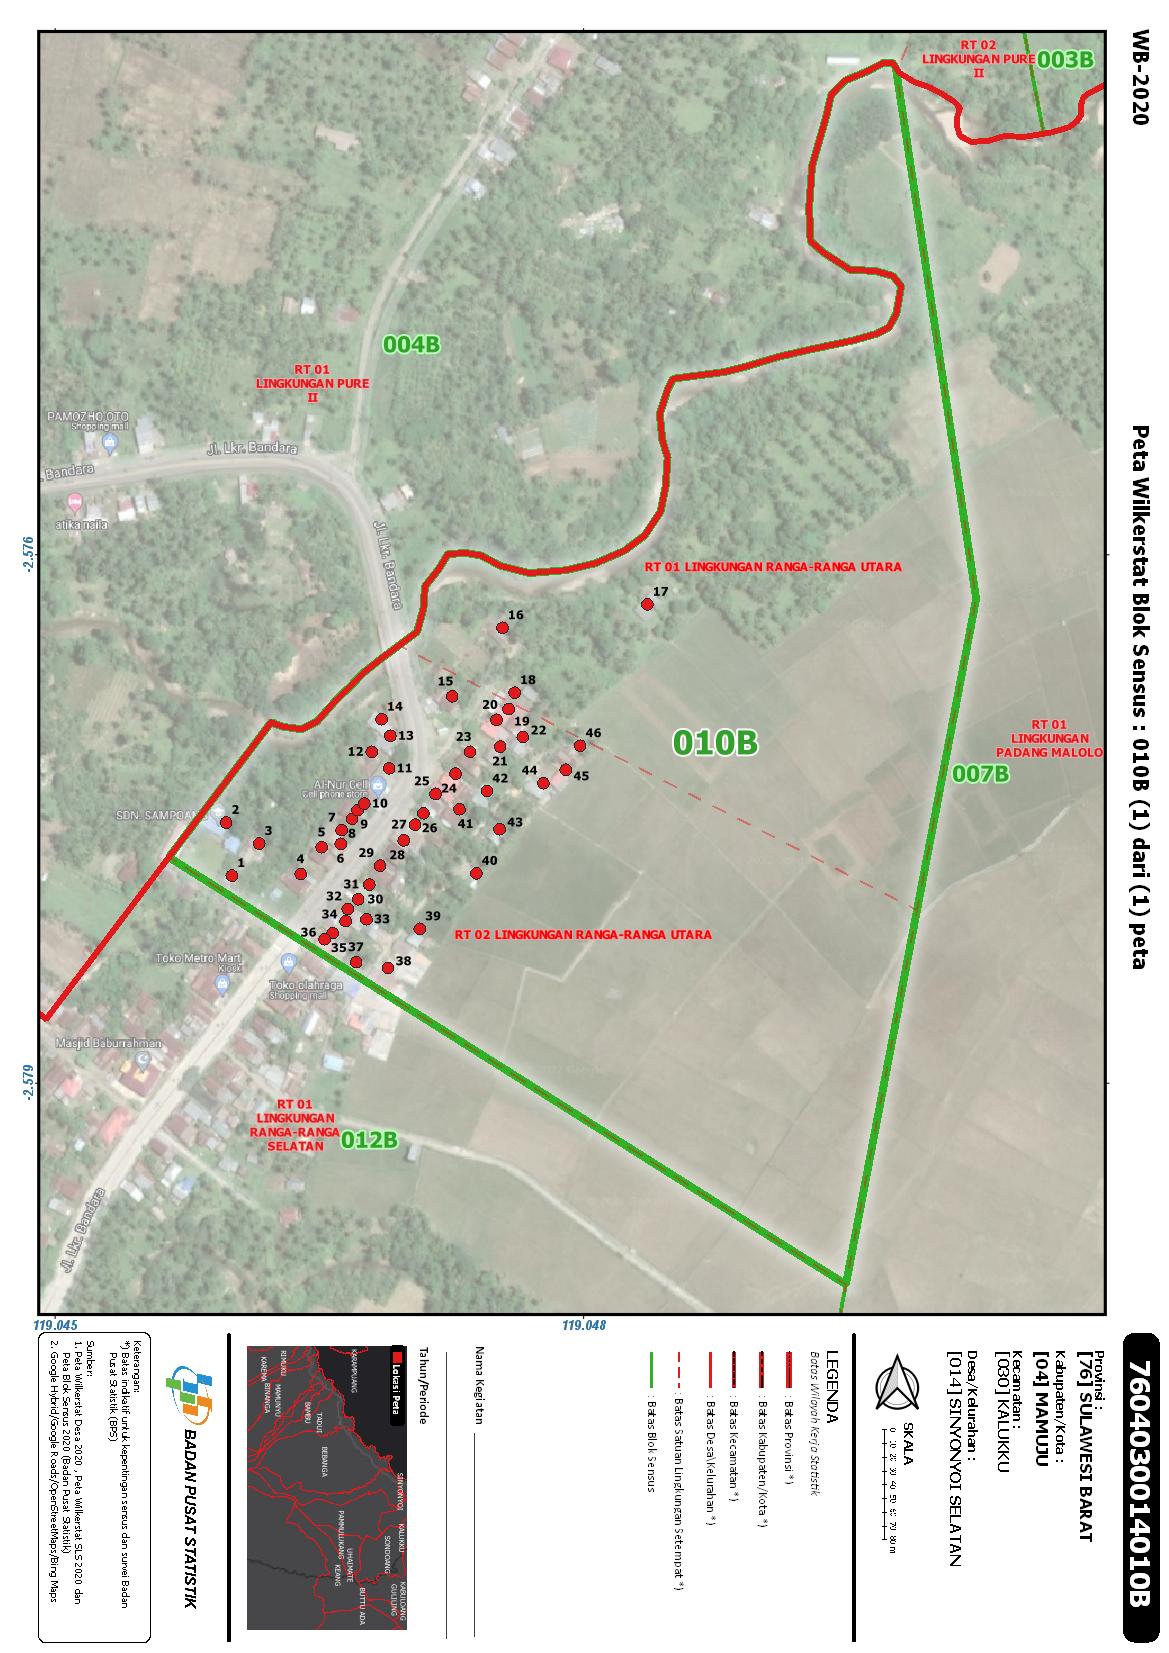 WB-2020
Peta Wilkerstat Blok Sensus : 010B (1) dari (1) peta
7604030014010B
RT 02
LINGKUNGAN PURE
II
003B
004B
RT 01
LINGKUNGAN PURE
II
PAMOZHO OTO
Shopping mall
Jl. Lkr. Bandara
Bandara
atika naila
Jl. Lkr. Bandara
-2.576
RT 01 LINGKUNGAN RANGA-RANGA UTARA
17
16
15
18
14
20
19
13
22
46
12
23
21
010B
RT 01
LINGKUNGAN
PADANG MALOLO
007B
11
25
24
42
44
45
Al-Nur Cell
Cell phone store
10
SDN. SAMPOAN
2
7
9
41
3
5
8
27
26
43
6
1
4
29
28
40
31
32
30
34
33
39
36
35
37
38
RT 02 LINGKUNGAN RANGA-RANGA UTARA
Toko Metro Mart
Kiosk
Toko olahraga
Shopping mall
Masjid Baburrahman
-2.579
RT 01
LINGKUNGAN
RANGA-RANGA
SELATAN
012B
Jl. Lkr. Bandara
119.045
119.048
Provinsi :
[76] SULAWESI BARAT
Kabupaten/Kota :
[04] MAMUJU
Kecamatan :
[030] KALUKKU
Desa/Kelurahan :
[014] SINYONYOI SELATAN
SKALA
0 10 20 30 40 50 60 70 80 m
LEGENDA
Batas Wilayah Kerja Statistik
: Batas Provinsi *)
: Batas Kabupaten/Kota *)
: Batas Kecamatan *)
: Batas Desa\Kelurahan *)
: Batas Satuan Lingkungan Setempat *)
: Batas Blok Sensus
Nama Kegiatan
Tahun/Periode
Lokasi Peta
KARAMPUANG
SINYONYOI
KALUKKU
KABULOANG
GULILING
SONDOANG
TADUI
BEBANGA
BAMBU
PAMMULUKANG
UHAIMATE
KEANG
BUTTU ADA
RIMUKU
MAMUNYU
BINANGA
KAREMA
BADAN PUSAT STATISTIK
Keterangan:
*) Batas indikatif untuk kepentingan sensus dan survei Badan
Pusat Statistik (BPS)
Sumber:
1. Peta Wilkerstat Desa 2020 , Peta Wilkerstat SLS 2020 dan
Peta Blok Sensus 2020 (Badan Pusat Statistik)
2. Google Hybrid/Google Roads/OpenStreetMaps/Bing Maps